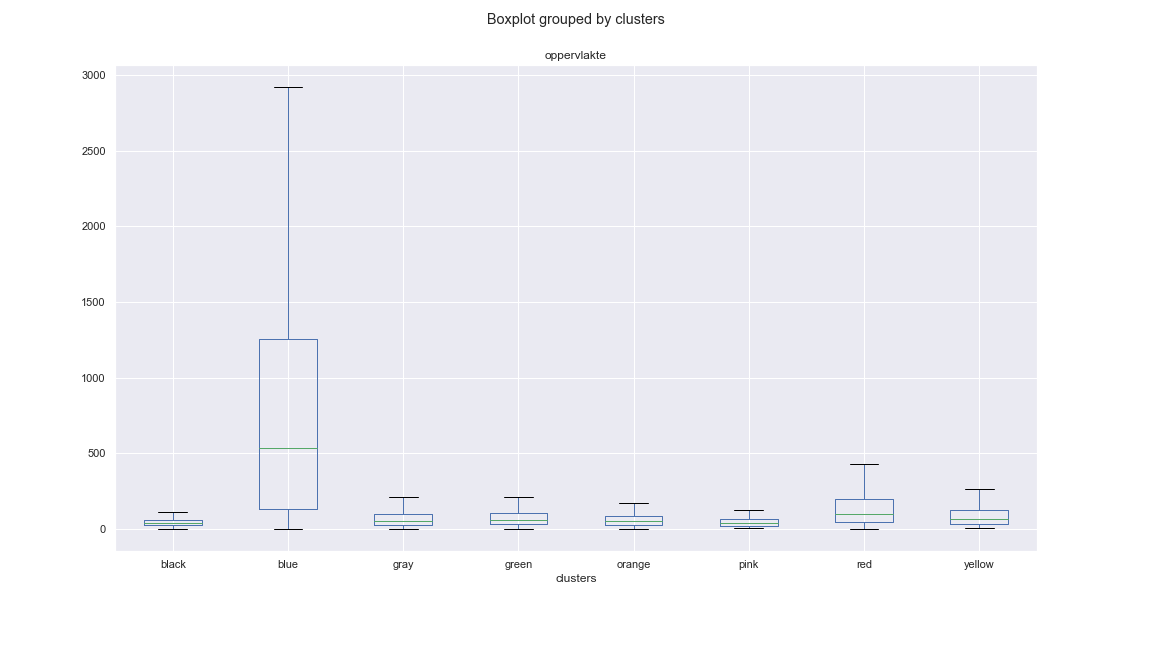 Boxplot grouped by clusters
oppervlakte
3000
2500
2000
1500
1000
500
0
black blue gray green orange pink red yellow
clusters